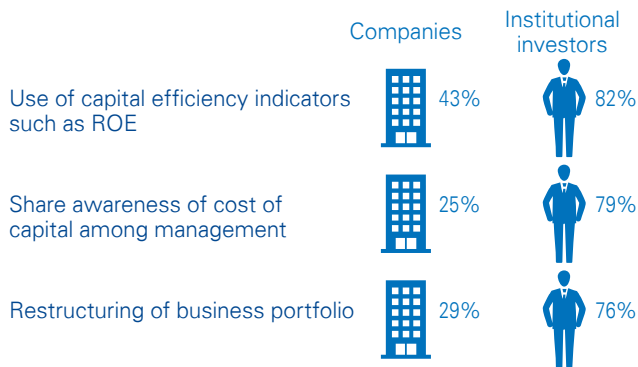 Companies
Institutional
investors
Use of capital efficiency indicators
such as ROE
43%
82%
Share awareness of cost of
capital among management
25%
79%
Restructuring of business portfolio
29%
76%